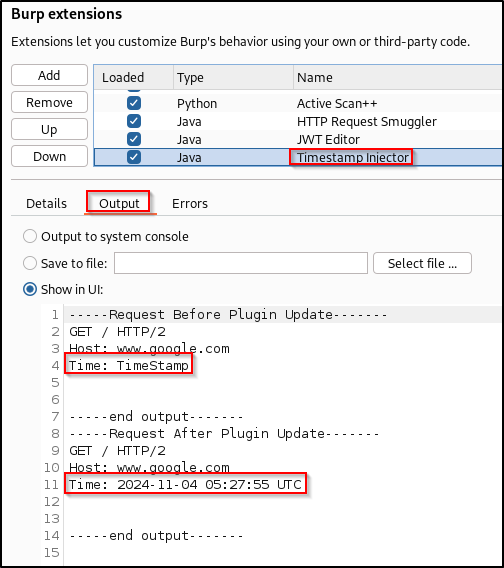 Burp extensions
Extensions let you customize Burp's behavior using your own or third-party code.
Add
Remove
Up
Down
Loaded Type Name
Python Active Scan++
Java HTTP Request Smuggler
Java JWT Editor
Java Timestamp Injector
Details Output Errors
Output to system console
Save to file: Select file ...
Show in UI:
1 -----Request Before Plugin Update-------
2 GET / HTTP/2
3 Host: www.google.com
4 Time: TimeStamp
5
6
7 -----end output-------
8 -----Request After Plugin Update-------
9 GET / HTTP/2
10 Host: www.google.com
11 Time: 2024-11-04 05:27:55 UTC
12
13
14 -----end output-------
15